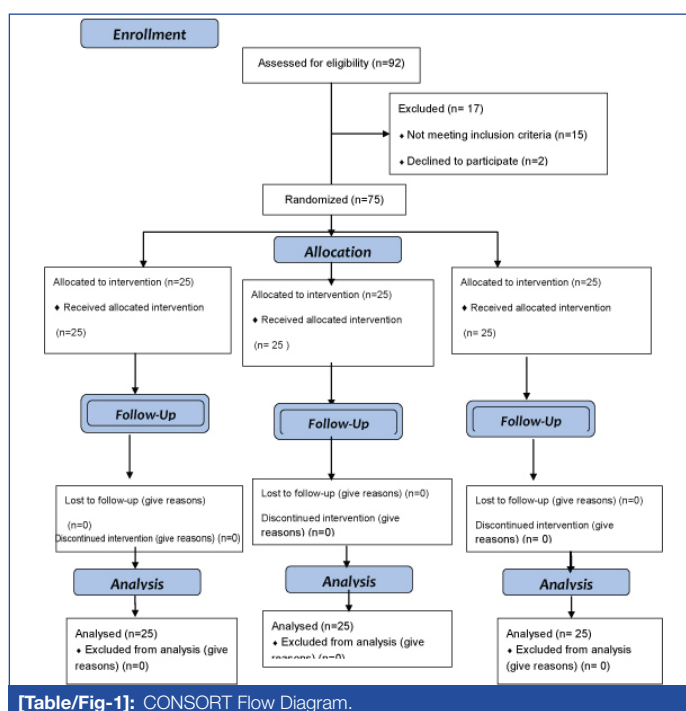 Enrollment
Assessed for eligibility (n=92)
Excluded (n= 17)
♦ Not meeting inclusion criteria (n=15)
♦ Declined to participate (n=2)
Randomized (n=75)
Allocation
Allocated to intervention (n=25)
♦ Received allocated intervention
(n=25)
Allocated to intervention (n=25)
♦ Received allocated intervention
(n= 25 )
Allocated to intervention (n=25)
♦ Received allocated intervention
(n= 25)
Follow-Up
Follow-Up
Follow-Up
Lost to follow-up (give reasons)
(n=0)
Discontinued intervention (give reasons) (n=0)
Lost to follow-up (give reasons) (n=0)
Discontinued intervention (give
reasons) (n=0)
Lost to follow-up (give reasons) (n=0)
Discontinued intervention (give
reasons) (n= 0)
Analysis
Analysis
Analysis
Analysed (n=25)
♦ Excluded from analysis (give
reasons) (n=0)
Analysed (n=25)
♦ Excluded from analysis (give
reasons) (n=0)
Analysed (n= 25)
♦ Excluded from analysis
(give reasons) (n= 0)
[Table/Fig-1]: CONSORT Flow Diagram.